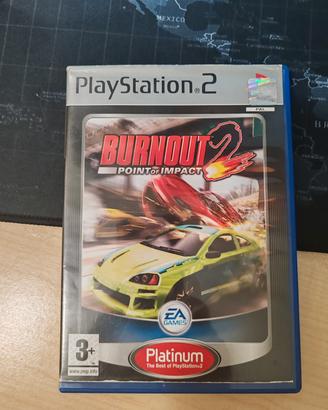 MEXICO
PlayStation®2
PAL
BURNOUT 2
POINT OF IMPACT
EA
GAMES
3+
www.pegi.info
Platinum
The Best of PlayStation®2